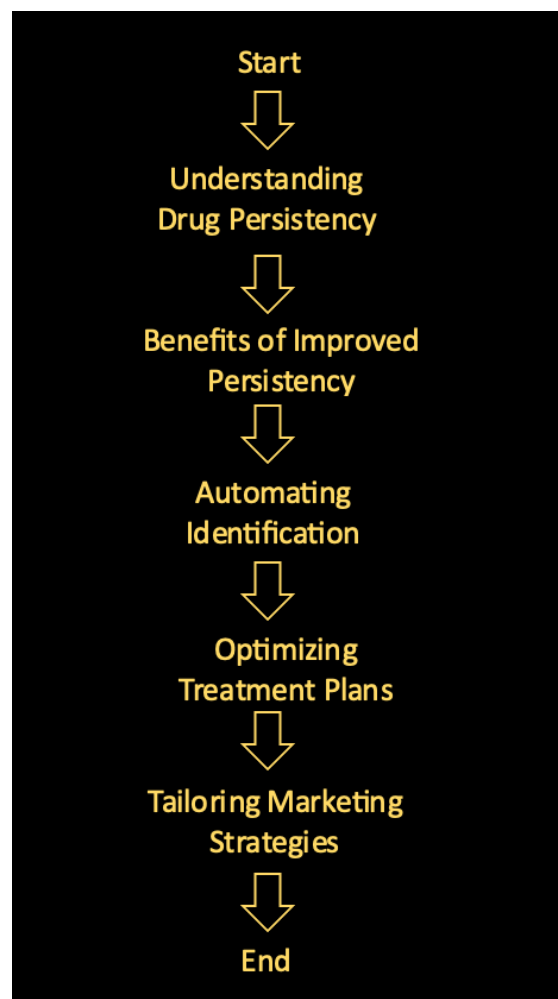 Start
Understanding
Drug Persistency
Benefits of Improved
Persistency
Automating
Identification
Optimizing
Treatment Plans
Tailoring Marketing
Strategies
End